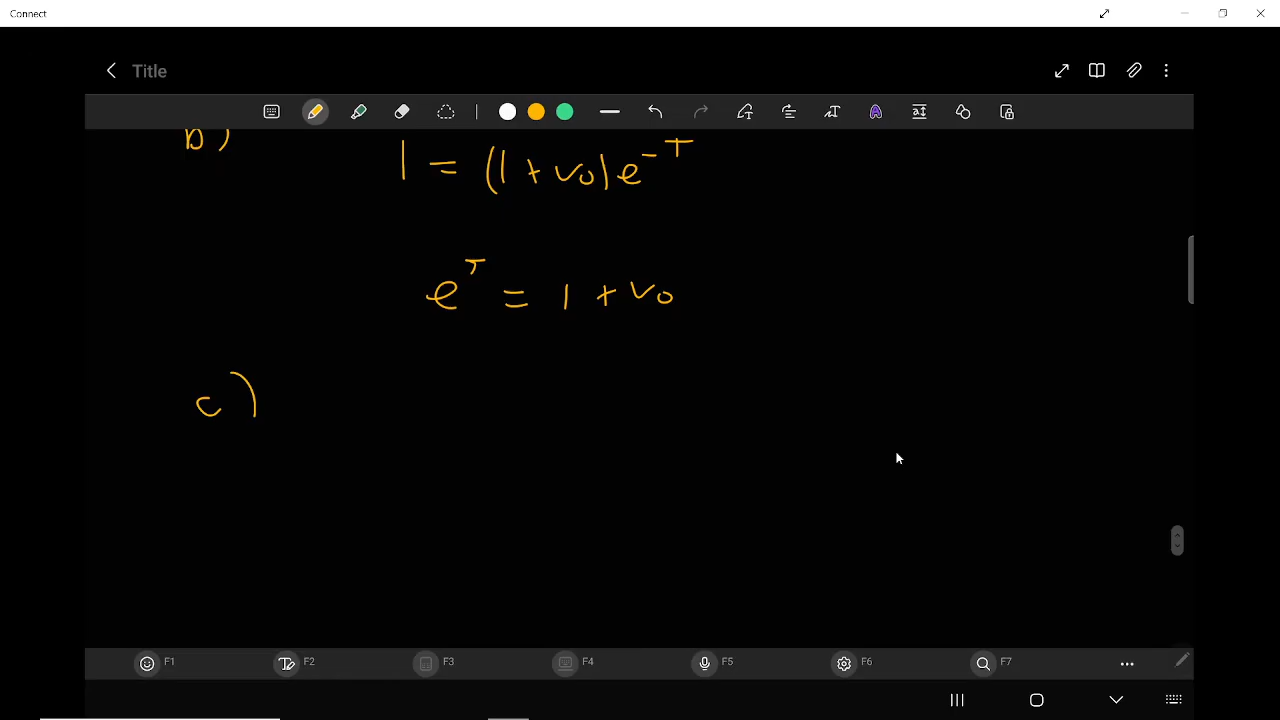 Connect
Title
b)
1 = (1 + v0) e^-T
e^T = 1 + v0
c)
F1 F2 F3 F4 F5 F6 F7